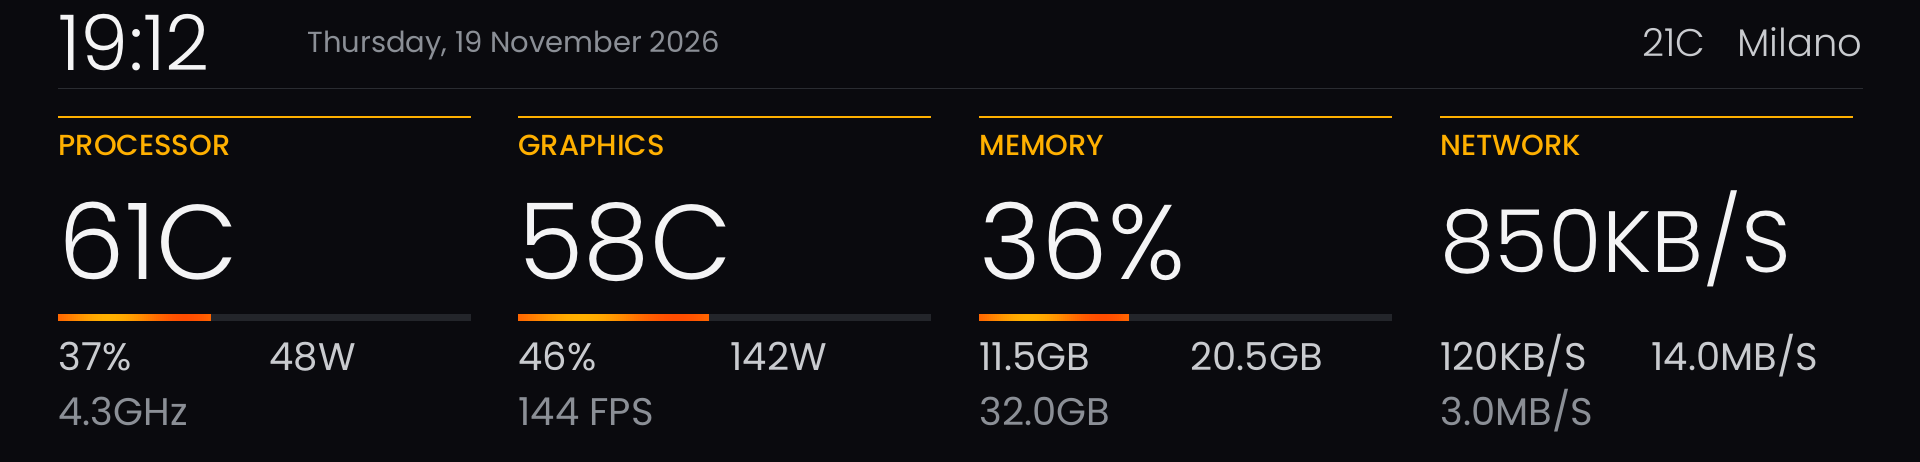 19:12 Thursday, 19 November 2026 21C Milano
PROCESSOR GRAPHICS MEMORY NETWORK
61C 58C 36% 850KB/S
37% 48W 46% 142W 11.5GB 20.5GB 120KB/S 14.0MB/S
4.3GHz 144 FPS 32.0GB 3.0MB/S